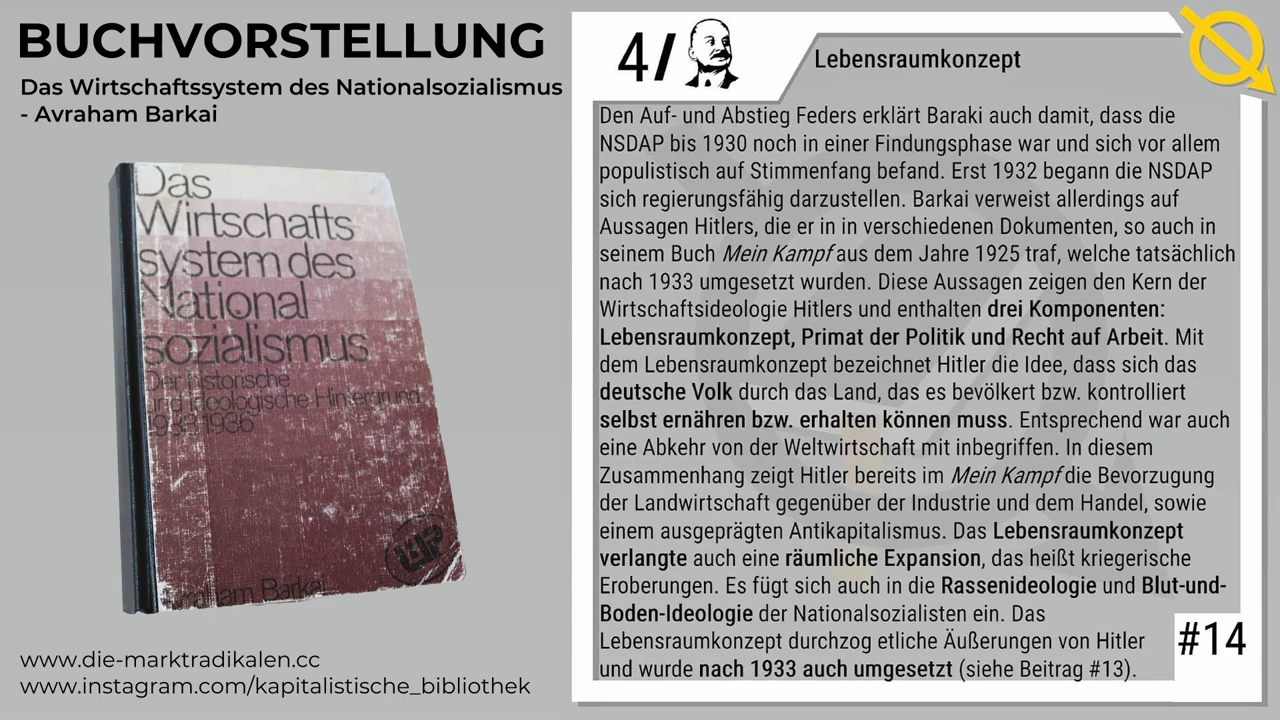 BUCHVORSTELLUNG
Das Wirtschaftssystem des Nationalsozialismus
- Avraham Barkai
Das
Wirtschafts
system des
National
sozialismus
Der historische
und ideologische Hintergrund
1933-1936
Avraham Barkai
www.die-marktradikalen.cc
www.instagram.com/kapitalistische_bibliothek
4/
Lebensraumkonzept
Den Auf- und Abstieg Feders erklärt Baraki auch damit, dass die
NSDAP bis 1930 noch in einer Findungsphase war und sich vor allem
populistisch auf Stimmenfang befand. Erst 1932 begann die NSDAP
sich regierungsfähig darzustellen. Barkai verweist allerdings auf
Aussagen Hitlers, die er in in verschiedenen Dokumenten, so auch in
seinem Buch Mein Kampf aus dem Jahre 1925 traf, welche tatsächlich
nach 1933 umgesetzt wurden. Diese Aussagen zeigen den Kern der
Wirtschaftsideologie Hitlers und enthalten drei Komponenten:
Lebensraumkonzept, Primat der Politik und Recht auf Arbeit. Mit
dem Lebensraumkonzept bezeichnet Hitler die Idee, dass sich das
deutsche Volk durch das Land, das es bevölkert bzw. kontrolliert
selbst ernähren bzw. erhalten können muss. Entsprechend war auch
eine Abkehr von der Weltwirtschaft mit inbegriffen. In diesem
Zusammenhang zeigt Hitler bereits im Mein Kampf die Bevorzugung
der Landwirtschaft gegenüber der Industrie und dem Handel, sowie
einem ausgeprägten Antikapitalismus. Das Lebensraumkonzept
verlangte auch eine räumliche Expansion, das heißt kriegerische
Eroberungen. Es fügt sich auch in die Rassenideologie und Blut-und-
Boden-Ideologie der Nationalsozialisten ein. Das
Lebensraumkonzept durchzog etliche Äußerungen von Hitler
und wurde nach 1933 auch umgesetzt (siehe Beitrag #13).
#14